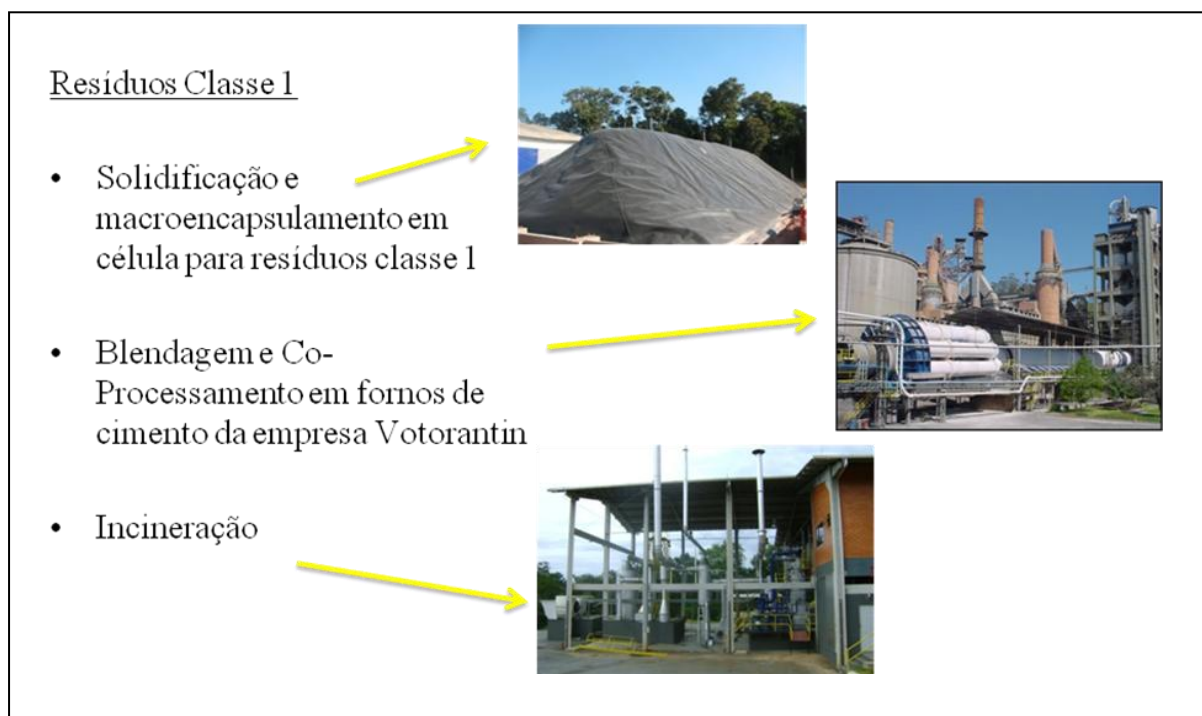 Resíduos Classe 1
• Solidificação e
macroencapsulamento em
célula para resíduos classe 1
• Blendagem e Co-
Processamento em fornos de
cimento da empresa Votorantin
• Incineração